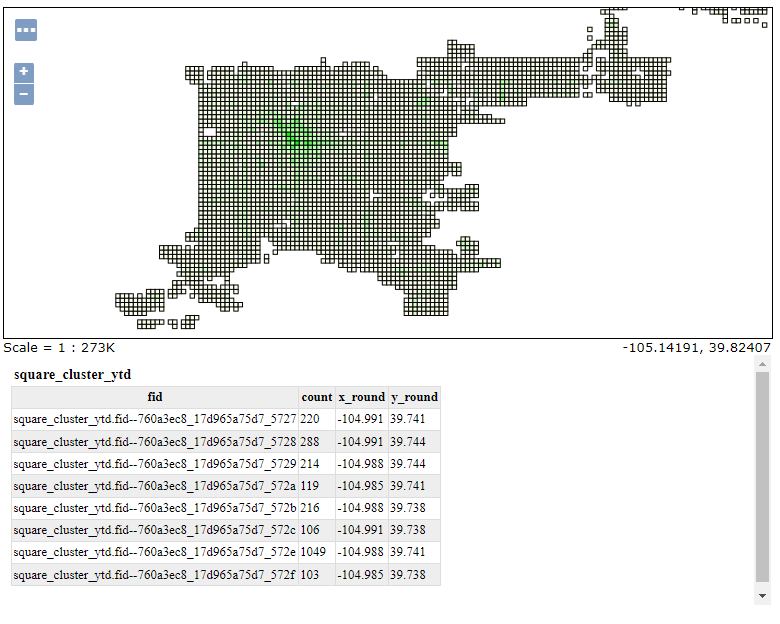 +
−
Scale = 1 : 273K -105.14191, 39.82407
square_cluster_ytd
fid count x_round y_round
square_cluster_ytd.fid--760a3ec8_17d965a75d7_5727 220 -104.991 39.741
square_cluster_ytd.fid--760a3ec8_17d965a75d7_5728 288 -104.991 39.744
square_cluster_ytd.fid--760a3ec8_17d965a75d7_5729 214 -104.988 39.744
square_cluster_ytd.fid--760a3ec8_17d965a75d7_572a 119 -104.985 39.741
square_cluster_ytd.fid--760a3ec8_17d965a75d7_572b 216 -104.988 39.738
square_cluster_ytd.fid--760a3ec8_17d965a75d7_572c 106 -104.991 39.738
square_cluster_ytd.fid--760a3ec8_17d965a75d7_572e 1049 -104.988 39.741
square_cluster_ytd.fid--760a3ec8_17d965a75d7_572f 103 -104.985 39.738